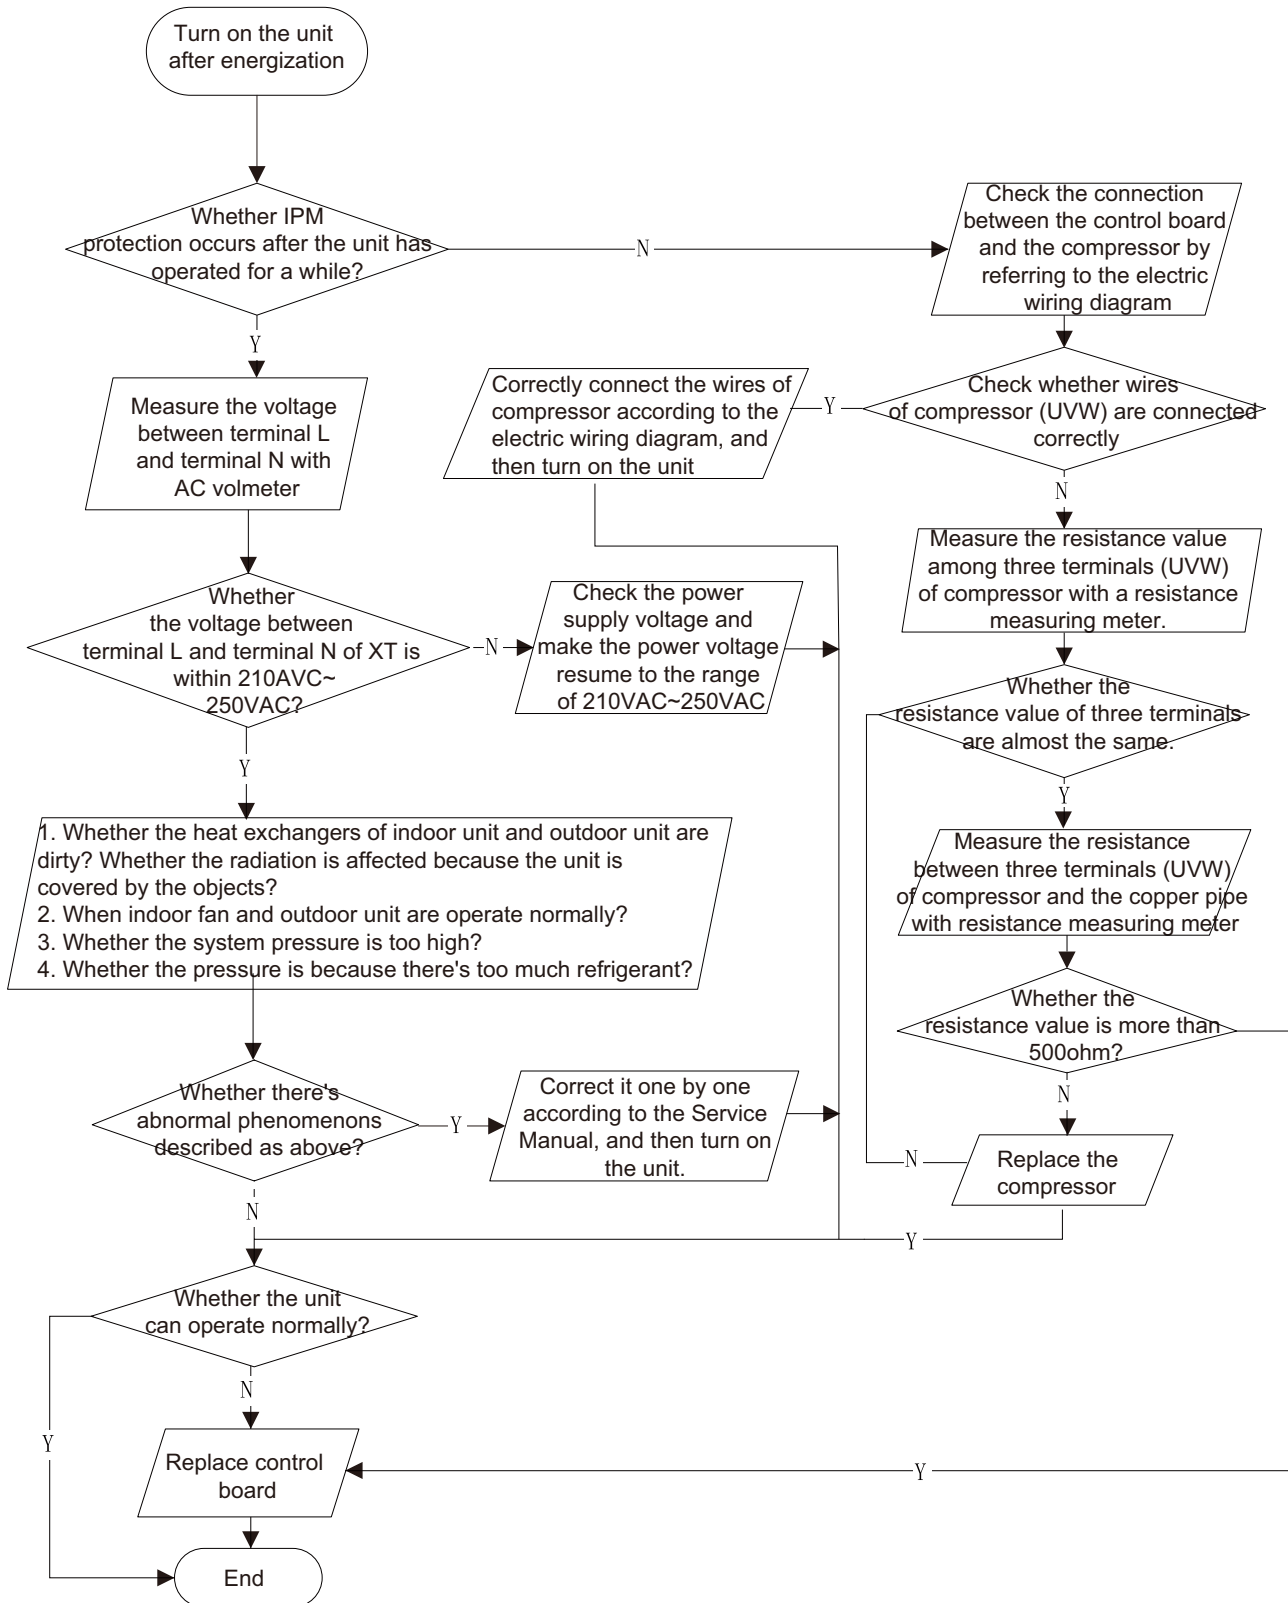 Turn on the unit
after energization
Whether IPM
protection occurs after the unit has
operated for a while?
N
Check the connection
between the control board
and the compressor by
referring to the electric
wiring diagram
Y
Measure the voltage
between terminal L
and terminal N with
AC volmeter
Correctly connect the wires of
compressor according to the
electric wiring diagram, and
then turn on the unit
Y
Check whether wires
of compressor (UVW) are connected
correctly
N
Measure the resistance value
among three terminals (UVW)
of compressor with a resistance
measuring meter.
Whether
the voltage between
terminal L and terminal N of XT is
within 210AVC~
250VAC?
N
Check the power
supply voltage and
make the power voltage
resume to the range
of 210VAC~250VAC
Whether the
resistance value of three terminals
are almost the same.
Y
Y
1. Whether the heat exchangers of indoor unit and outdoor unit are
dirty? Whether the radiation is affected because the unit is
covered by the objects?
2. When indoor fan and outdoor unit are operate normally?
3. Whether the system pressure is too high?
4. Whether the pressure is because there's too much refrigerant?
Measure the resistance
between three terminals (UVW)
of compressor and the copper pipe
with resistance measuring meter
Whether the
resistance value is more than
500ohm?
N
Whether there's
abnormal phenomenons
described as above?
Y
Correct it one by one
according to the Service
Manual, and then turn on
the unit.
N
Replace the
compressor
N
Y
Whether the unit
can operate normally?
N
Y
Replace control
board
Y
End